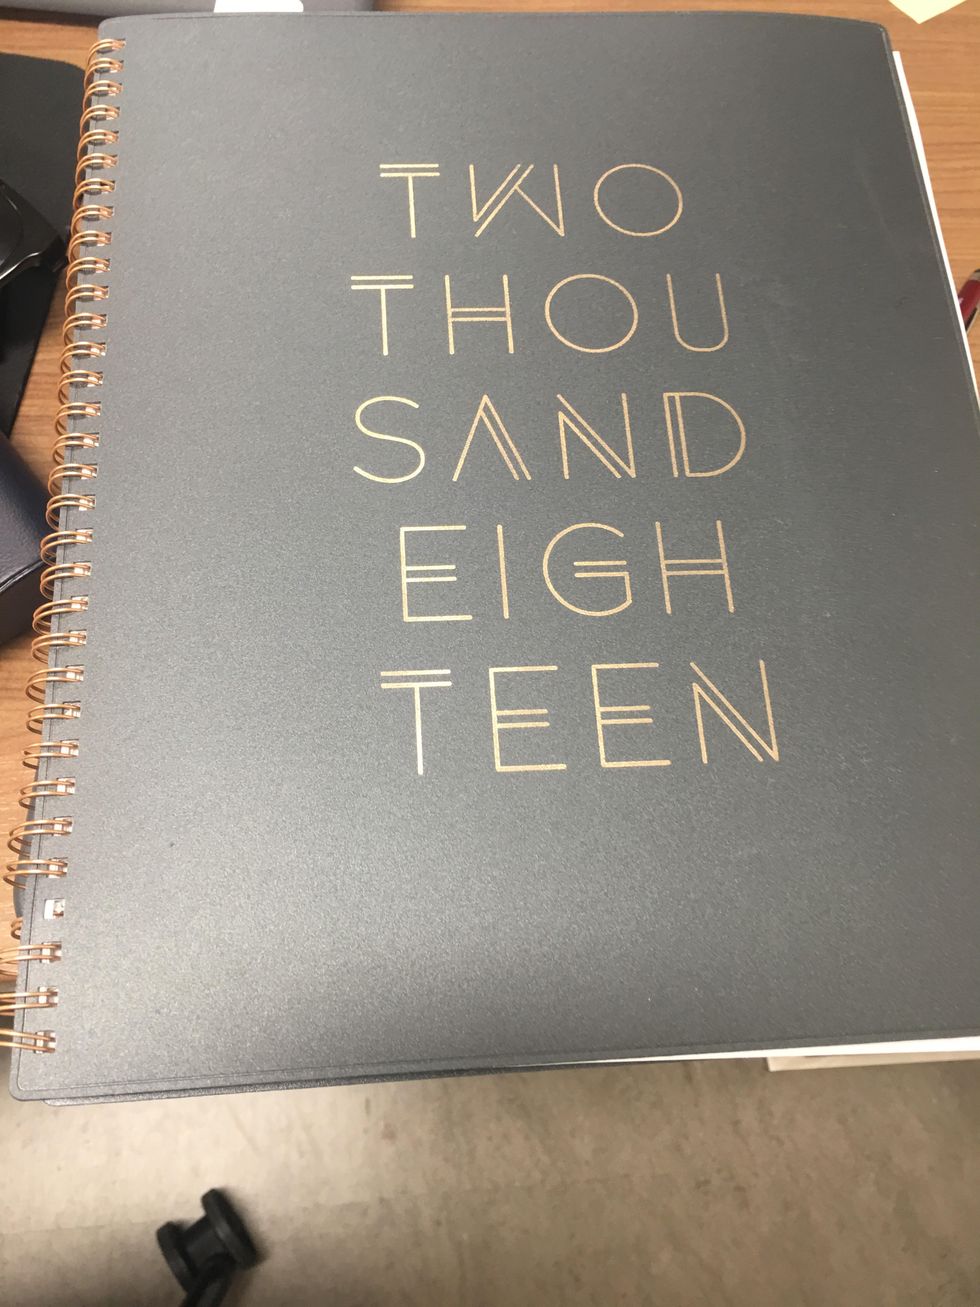 TWO
THOU
SAND
EIGH
TEEN